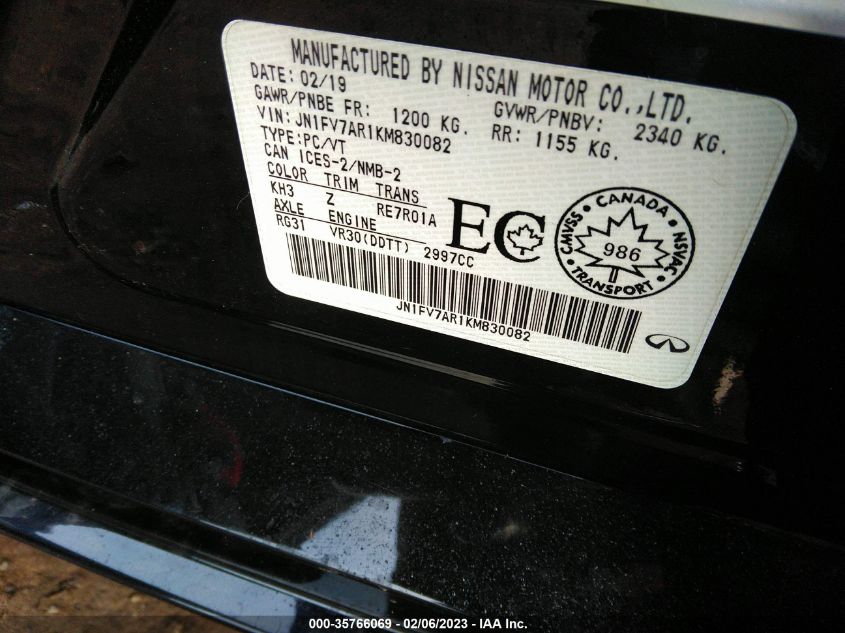 MANUFACTURED BY NISSAN MOTOR CO.,LTD.
DATE: 02/19
GAWR/PNBE FR: 1200 KG. GVWR/PNBV: 2340 KG.
VIN: JN1FV7AR1KM830082 RR: 1155 KG.
TYPE: PC/VT
CAN ICES-2/NMB-2
COLOR TRIM TRANS
KH3 Z RE7R01A
AXLE ENGINE
RG31 VR30(DDTT) 2997CC
EC
CMVSS • CANADA • NSVAC • TRANSPORT •
986
JN1FV7AR1KM830082
000-35766069 - 02/06/2023 - IAA Inc.